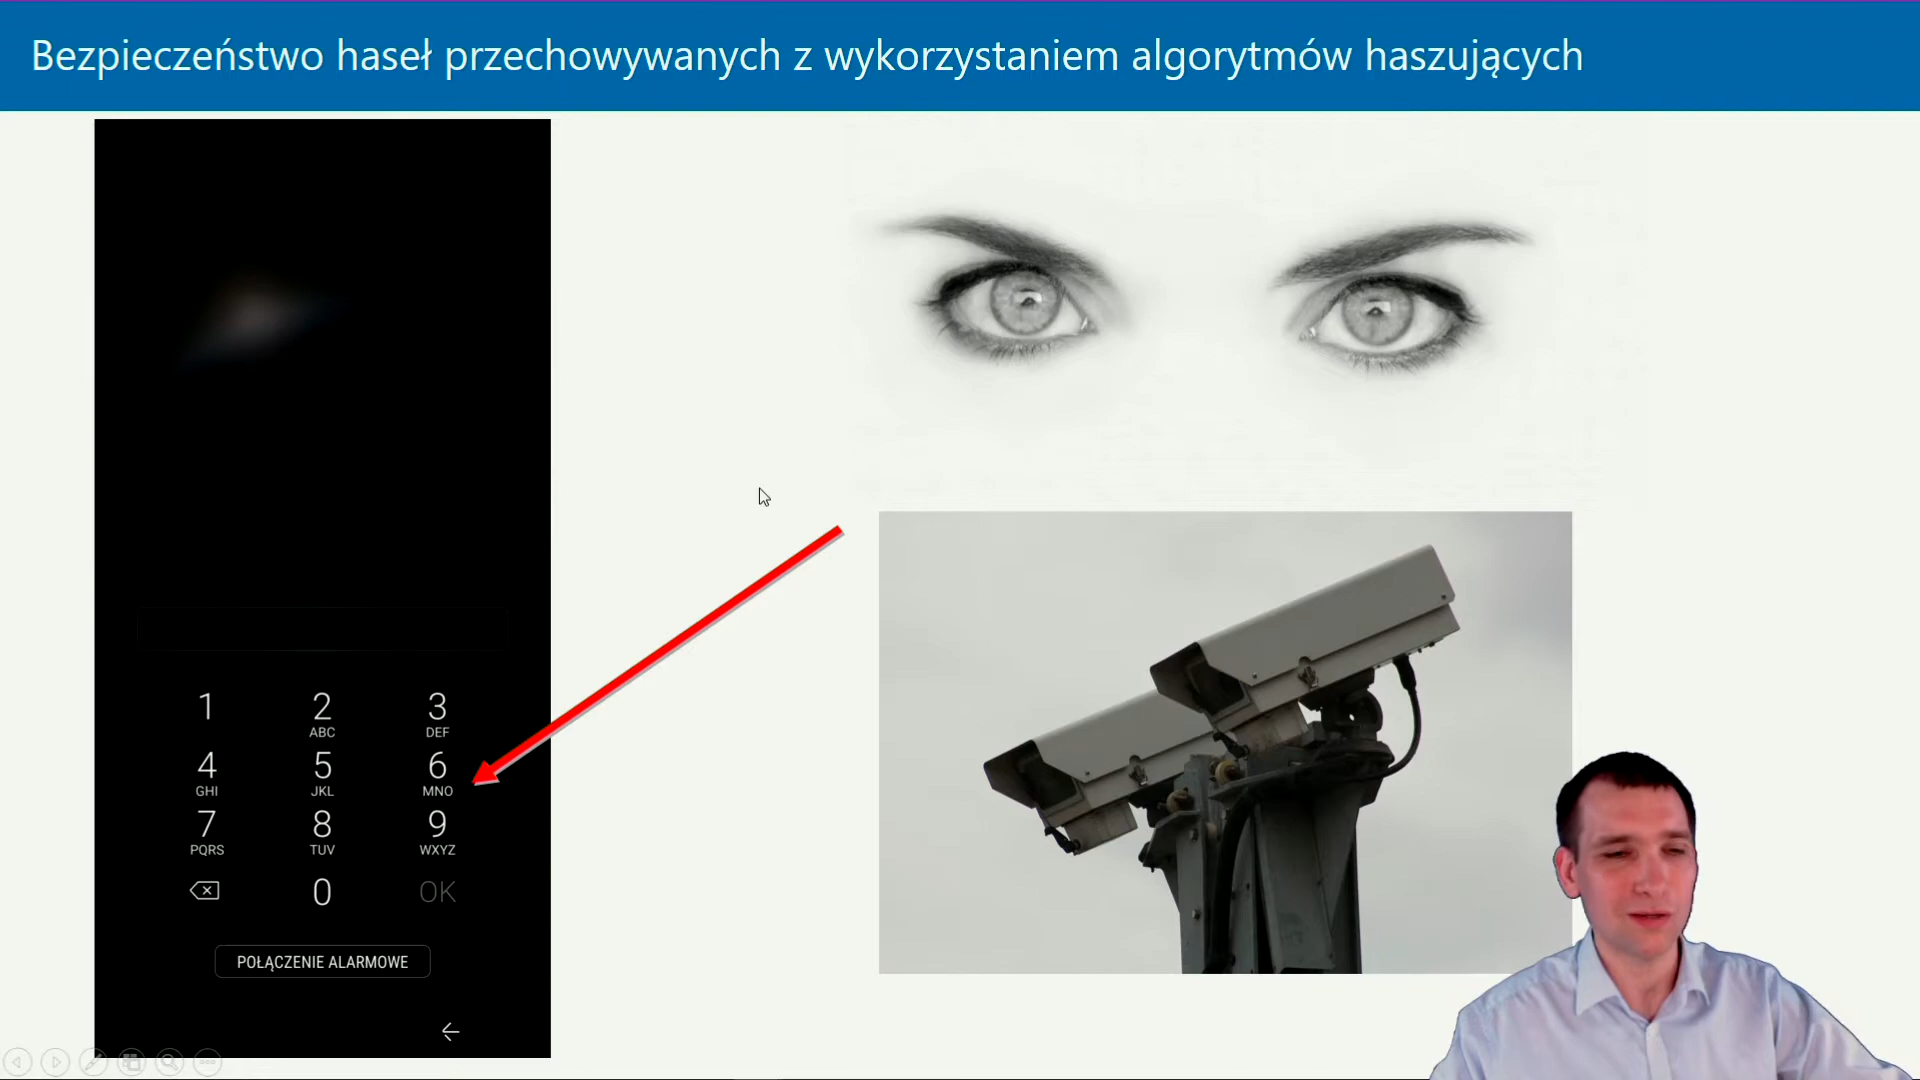 Bezpieczeństwo haseł przechowywanych z wykorzystaniem algorytmów haszujących
1 2 3
ABC DEF
4 5 6
GHI JKL MNO
7 8 9
PQRS TUV WXYZ
0 OK
POŁĄCZENIE ALARMOWE